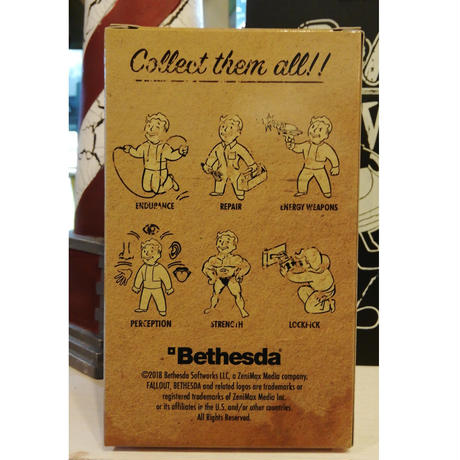 Collect them all!!
ENDURANCE REPAIR ENERGY WEAPONS
PERCEPTION STRENGTH LOCKPICK
Bethesda®
©2018 Bethesda Softworks LLC, a ZeniMax Media company.
FALLOUT, BETHESDA and related logos are trademarks or
registered trademarks of ZeniMax Media Inc.
or its affiliates in the U.S. and/or other countries.
All Rights Reserved.